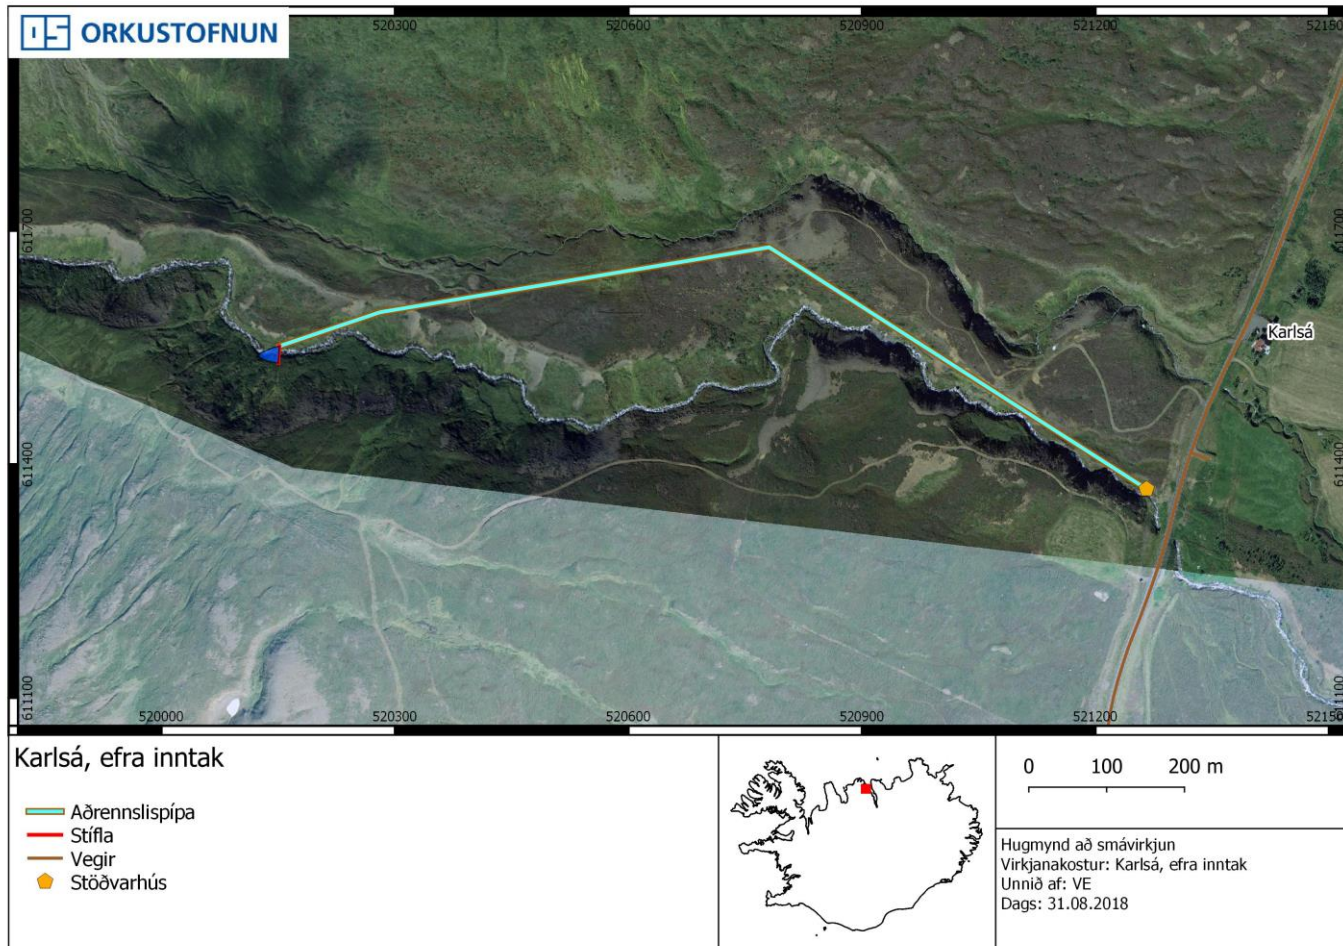 ORKUSTOFNUN
520300
520600
520900
521200
611700
611700
Karlsá
611400
611400
611100
611100
520000
520300
520600
520900
521200
Karlsá, efra inntak
Aðrennslispípa
Stífla
Vegir
Stöðvarhús
0 100 200 m
Hugmynd að smávirkjun
Virkjanakostur: Karlsá, efra inntak
Unnið af: VE
Dags: 31.08.2018